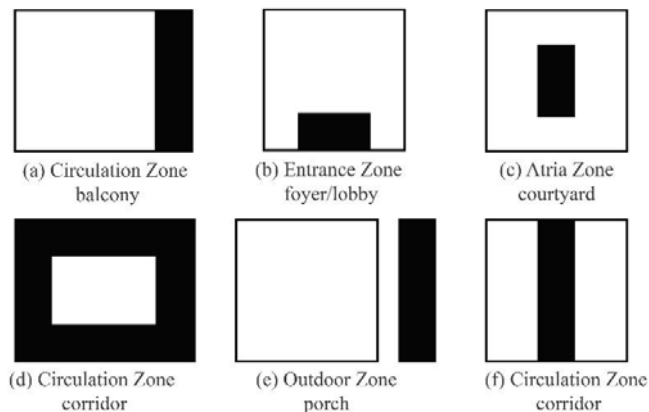 (a) Circulation Zone
balcony
(b) Entrance Zone
foyer/lobby
(c) Atria Zone
courtyard
(d) Circulation Zone
corridor
(e) Outdoor Zone
porch
(f) Circulation Zone
corridor